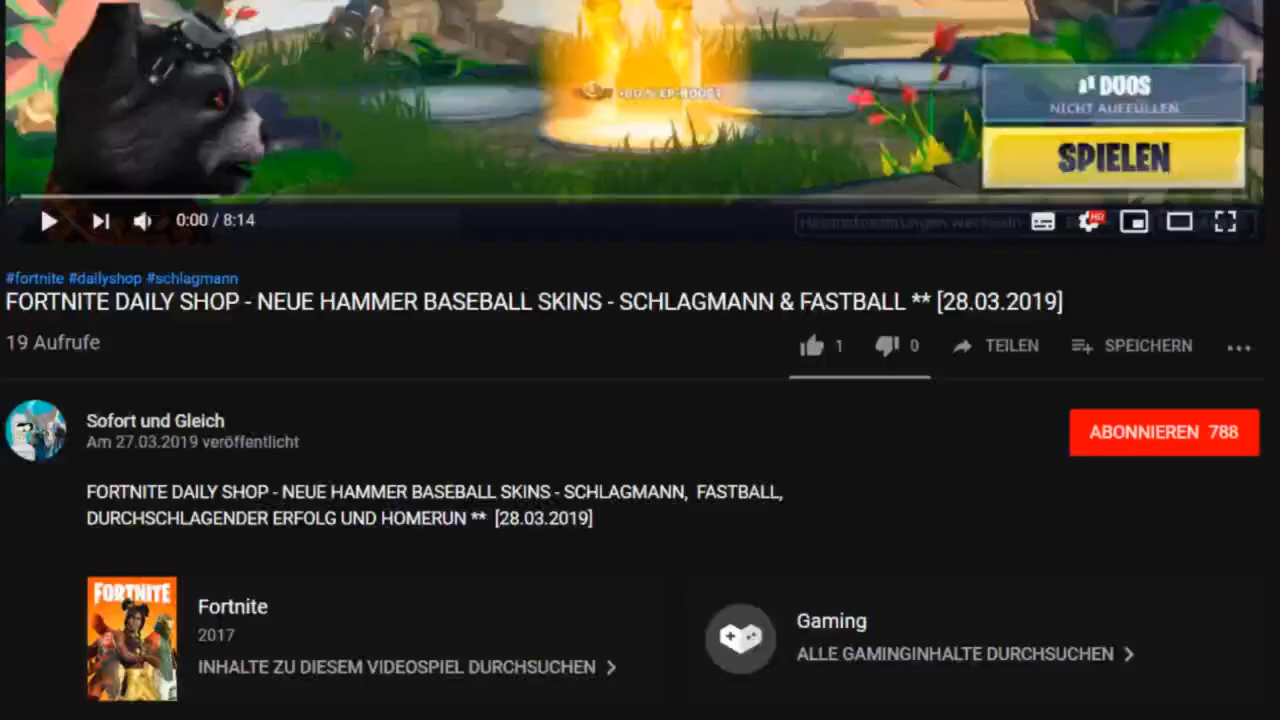 DUOS
NICHT AUFFÜLLEN
SPIELEN
0:00 / 8:14
HD
#fortnite #dailyshop #schlagmann
FORTNITE DAILY SHOP - NEUE HAMMER BASEBALL SKINS - SCHLAGMANN & FASTBALL ** [28.03.2019]
19 Aufrufe
1 0 TEILEN SPEICHERN
Sofort und Gleich
Am 27.03.2019 veröffentlicht
ABONNIEREN 788
FORTNITE DAILY SHOP - NEUE HAMMER BASEBALL SKINS - SCHLAGMANN, FASTBALL,
DURCHSCHLAGENDER ERFOLG UND HOMERUN ** [28.03.2019]
FORTNITE
Fortnite
2017
INHALTE ZU DIESEM VIDEOSPIEL DURCHSUCHEN
Gaming
ALLE GAMINGINHALTE DURCHSUCHEN